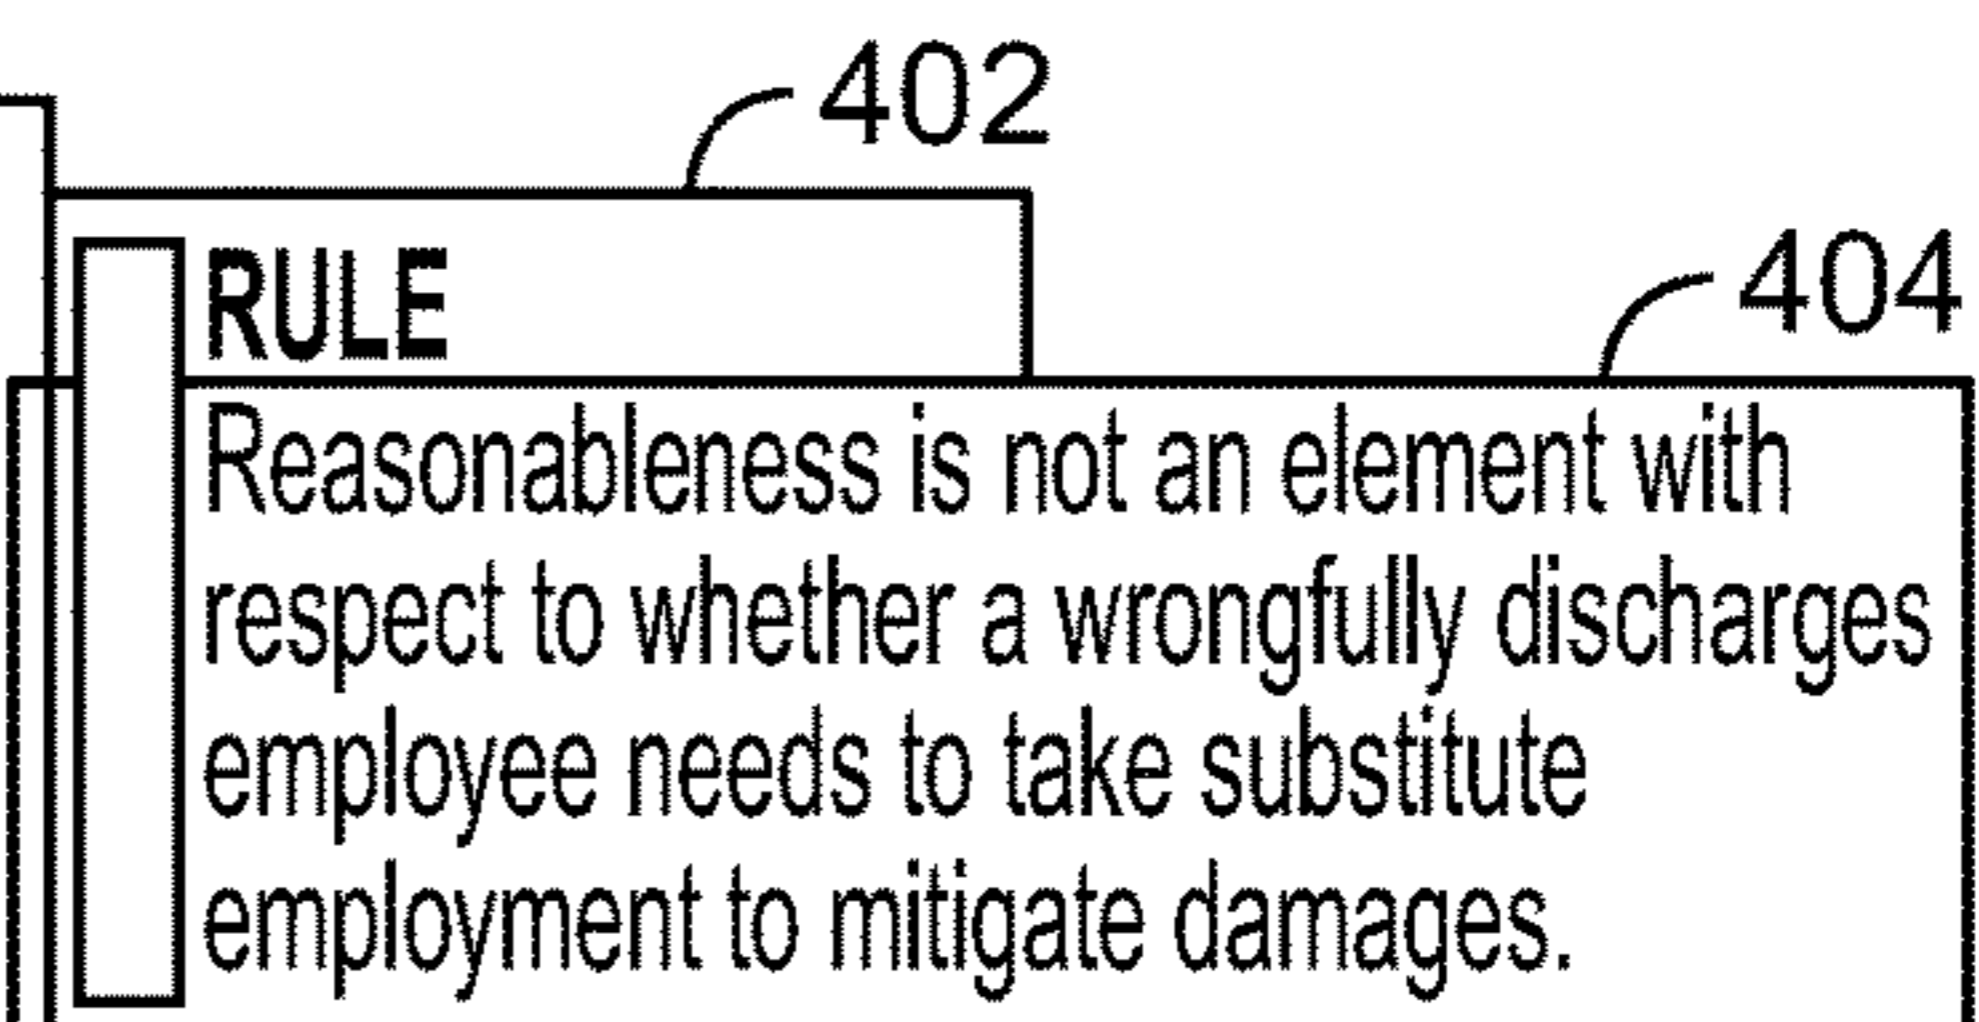 402
RULE
404
Reasonableness is not an element with
respect to whether a wrongfully discharges
employee needs to take substitute
employment to mitigate damages.